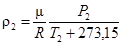 ρ₂ = μ/R P₂/(T₂ + 273,15)